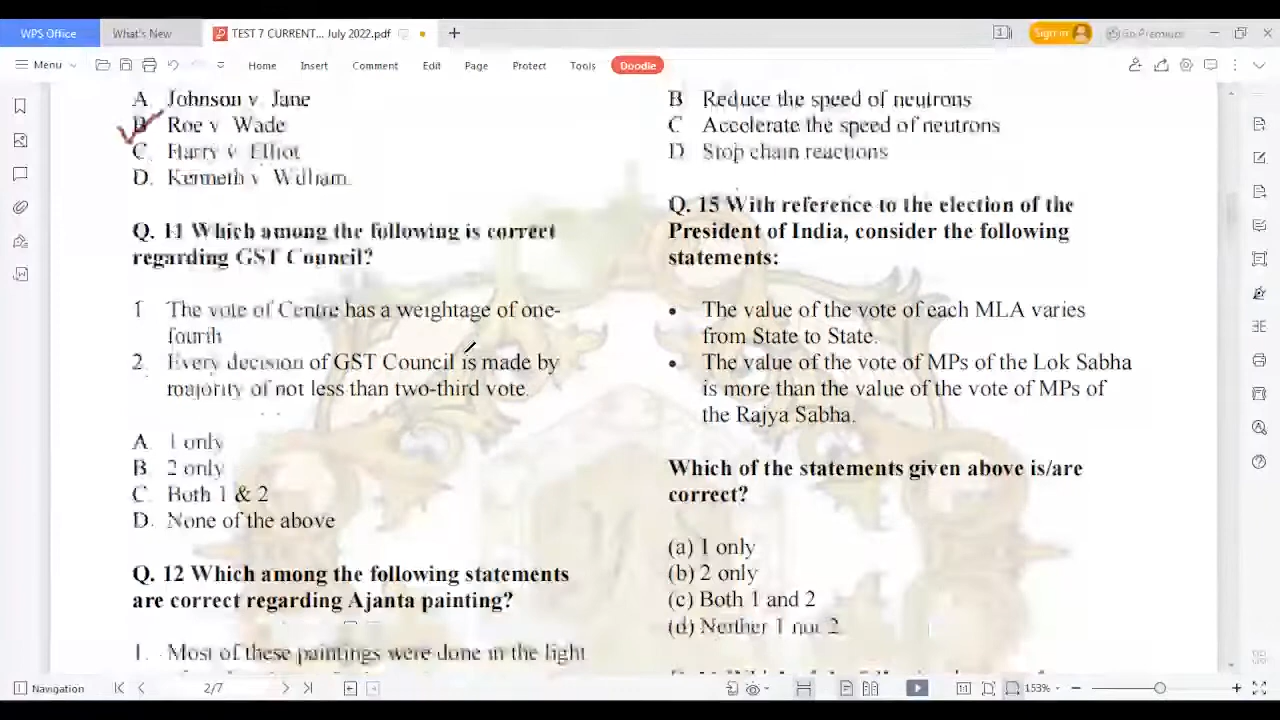 WPS Office
What's New
TEST 7 CURRENT... July 2022.pdf
Sign in
Go Premium
Menu
Home
Insert
Comment
Edit
Page
Protect
Tools
Doodle
A. Johnson v. Jane
B. Roe v. Wade
C. Harry v. Elliot
D. Kenneth v. William.
Q. 11 Which among the following is correct
regarding GST Council?
1. The vote of Centre has a weightage of one-
fourth
2. Every decision of GST Council is made by
majority of not less than two-third vote.
A. 1 only
B. 2 only
C. Both 1 & 2
D. None of the above
Q. 12 Which among the following statements
are correct regarding Ajanta painting?
1. Most of these paintings were done in the light
B. Reduce the speed of neutrons
C. Accelerate the speed of neutrons
D. Stop chain reactions
Q. 15 With reference to the election of the
President of India, consider the following
statements:
• The value of the vote of each MLA varies
from State to State.
• The value of the vote of MPs of the Lok Sabha
is more than the value of the vote of MPs of
the Rajya Sabha.
Which of the statements given above is/are
correct?
(a) 1 only
(b) 2 only
(c) Both 1 and 2
(d) Neither 1 nor 2
Navigation
2/7
153%